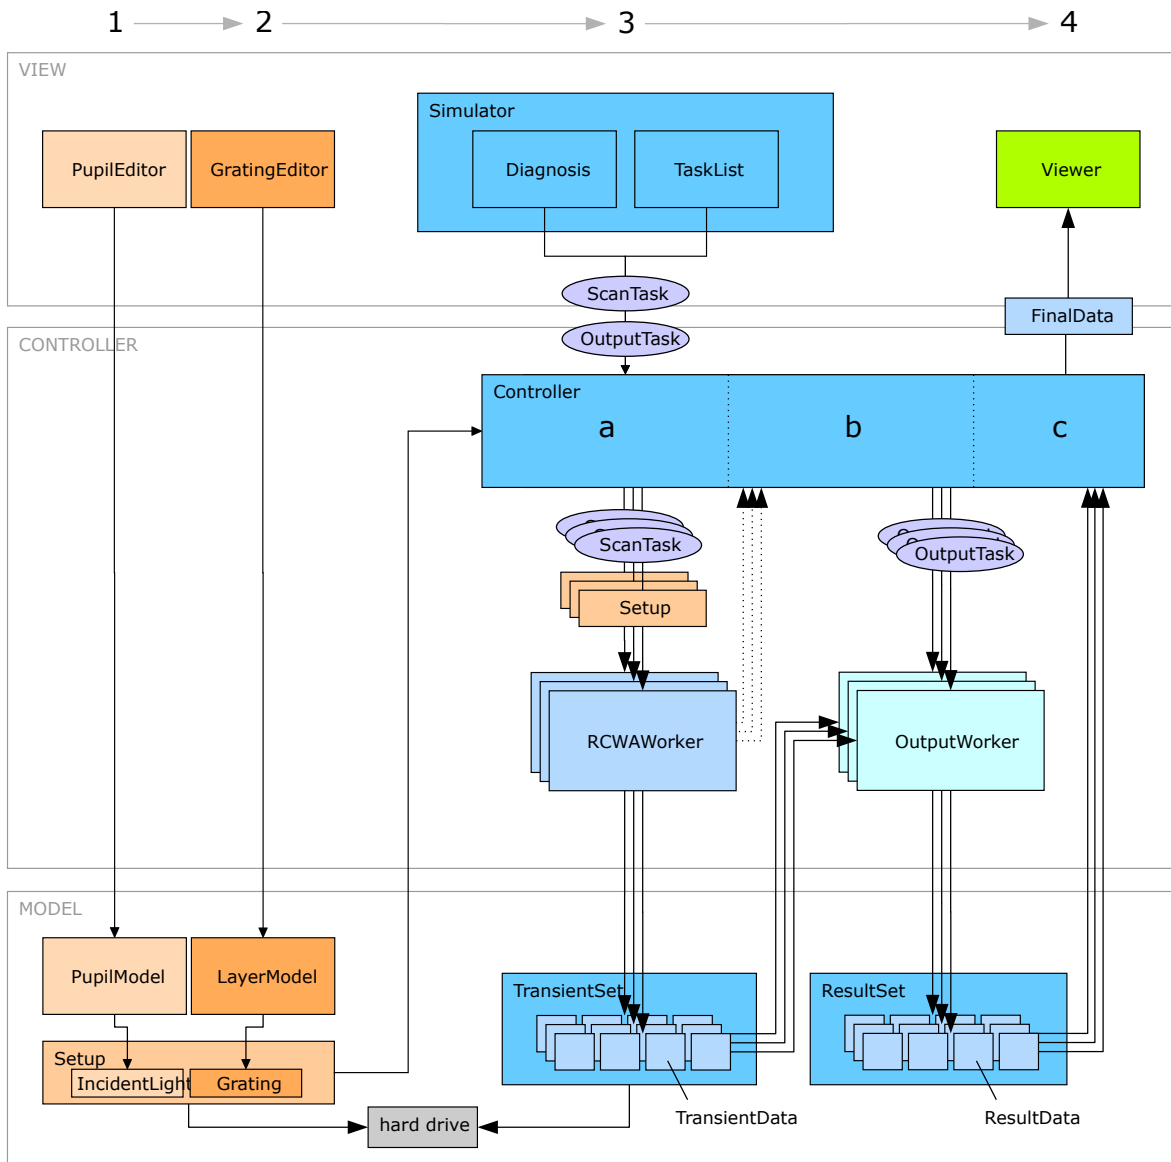 1 2 3 4
VIEW
Simulator
PupilEditor GratingEditor Diagnosis TaskList Viewer
ScanTask
FinalData
OutputTask
CONTROLLER
Controller
a b c
ScanTask
OutputTask
Setup
RCWAWorker OutputWorker
MODEL
PupilModel LayerModel
TransientSet ResultSet
Setup
IncidentLight Grating
hard drive
TransientData ResultData